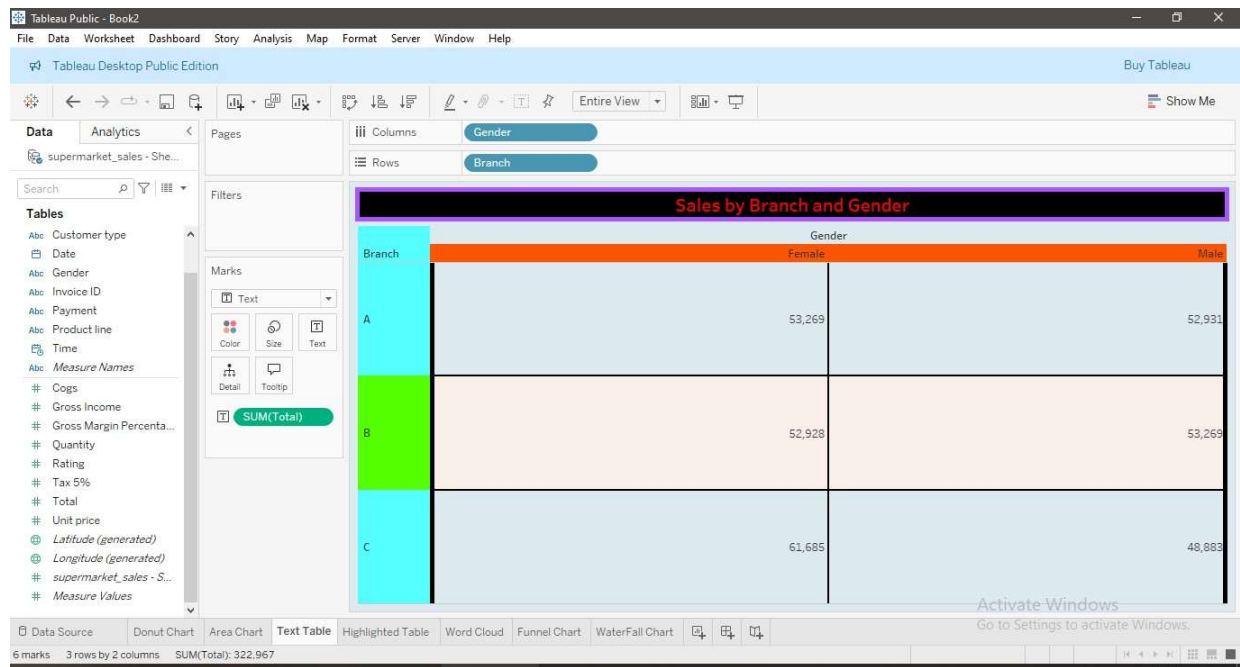 Tableau Public - Book2
File Data Worksheet Dashboard Story Analysis Map Format Server Window Help
Tableau Desktop Public Edition
Buy Tableau
Entire View
Show Me
Data
Analytics
supermarket_sales - She...
Search
Tables
Abc Customer type
Date
Abc Gender
Abc Invoice ID
Abc Payment
Abc Product line
Time
Abc Measure Names
# Cogs
# Gross Income
# Gross Margin Percenta...
# Quantity
# Rating
# Tax 5%
# Total
# Unit price
Latitude (generated)
Longitude (generated)
# supermarket_sales - S...
# Measure Values
Pages
Filters
Marks
T Text
Color Size Text
Detail Tooltip
T SUM(Total)
iii Columns Gender
Rows Branch
Sales by Branch and Gender
Gender
Branch Female Male
A 53,269 52,931
B 52,928 53,269
C 61,685 48,883
Activate Windows
Go to Settings to activate Windows.
Data Source Donut Chart Area Chart Text Table Highlighted Table Word Cloud Funnel Chart WaterFall Chart
6 marks 3 rows by 2 columns SUM(Total): 322,967